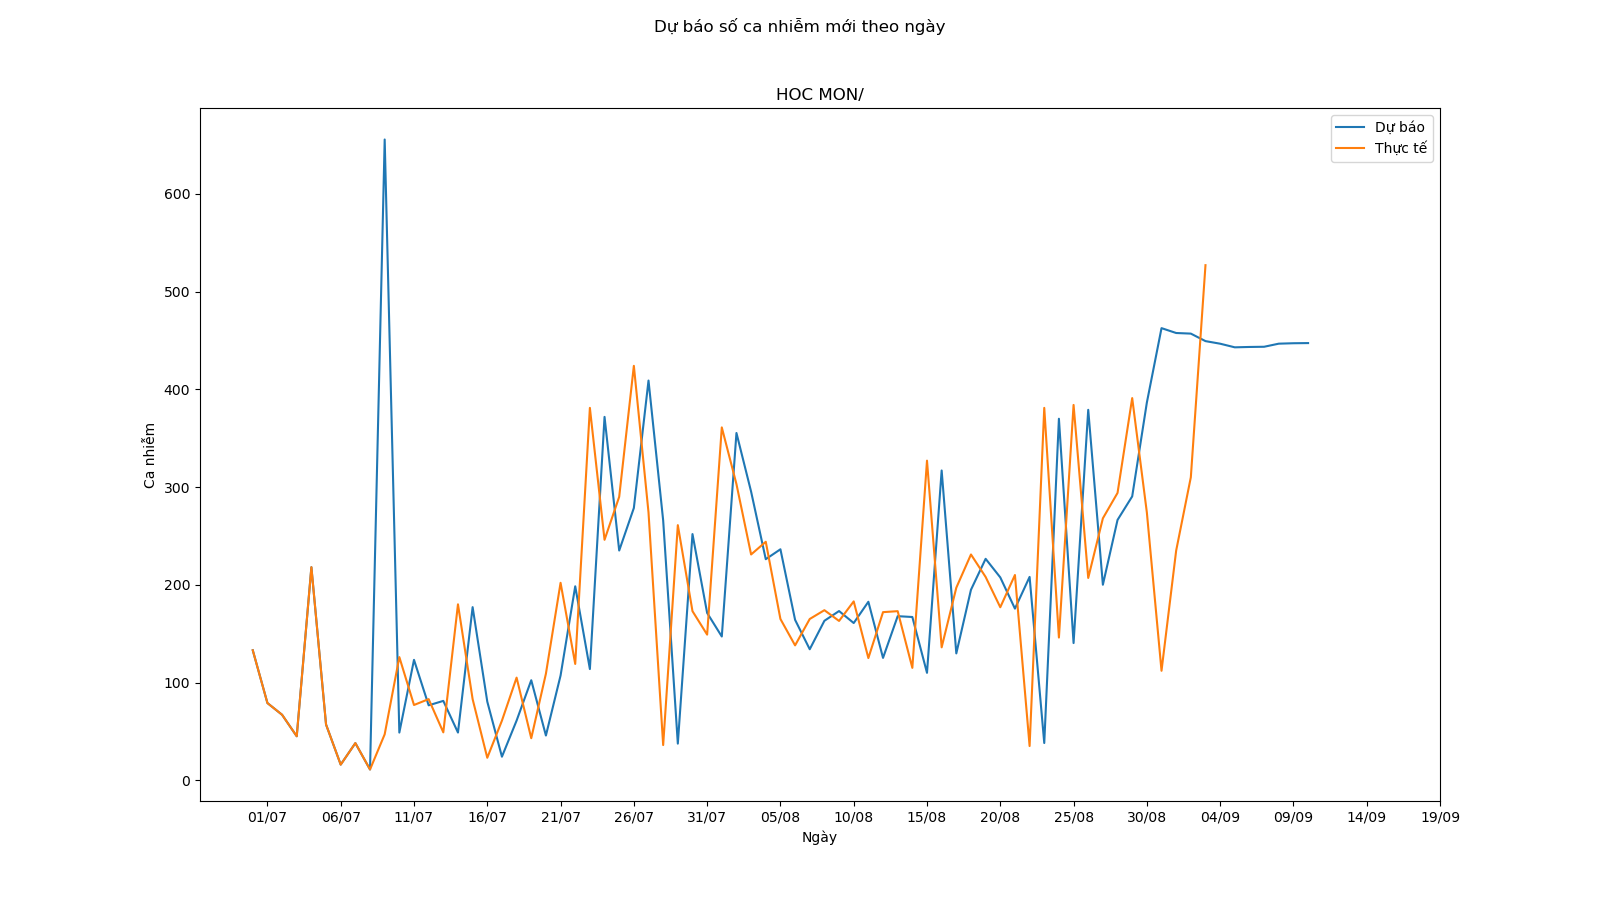 Dự báo số ca nhiễm mới theo ngày
HOC MON/
Dự báo
Thực tế
600
500
400
300
200
100
0
Ca nhiễm
01/07 06/07 11/07 16/07 21/07 26/07 31/07 05/08 10/08 15/08 20/08 25/08 30/08 04/09 09/09 14/09 19/09
Ngày